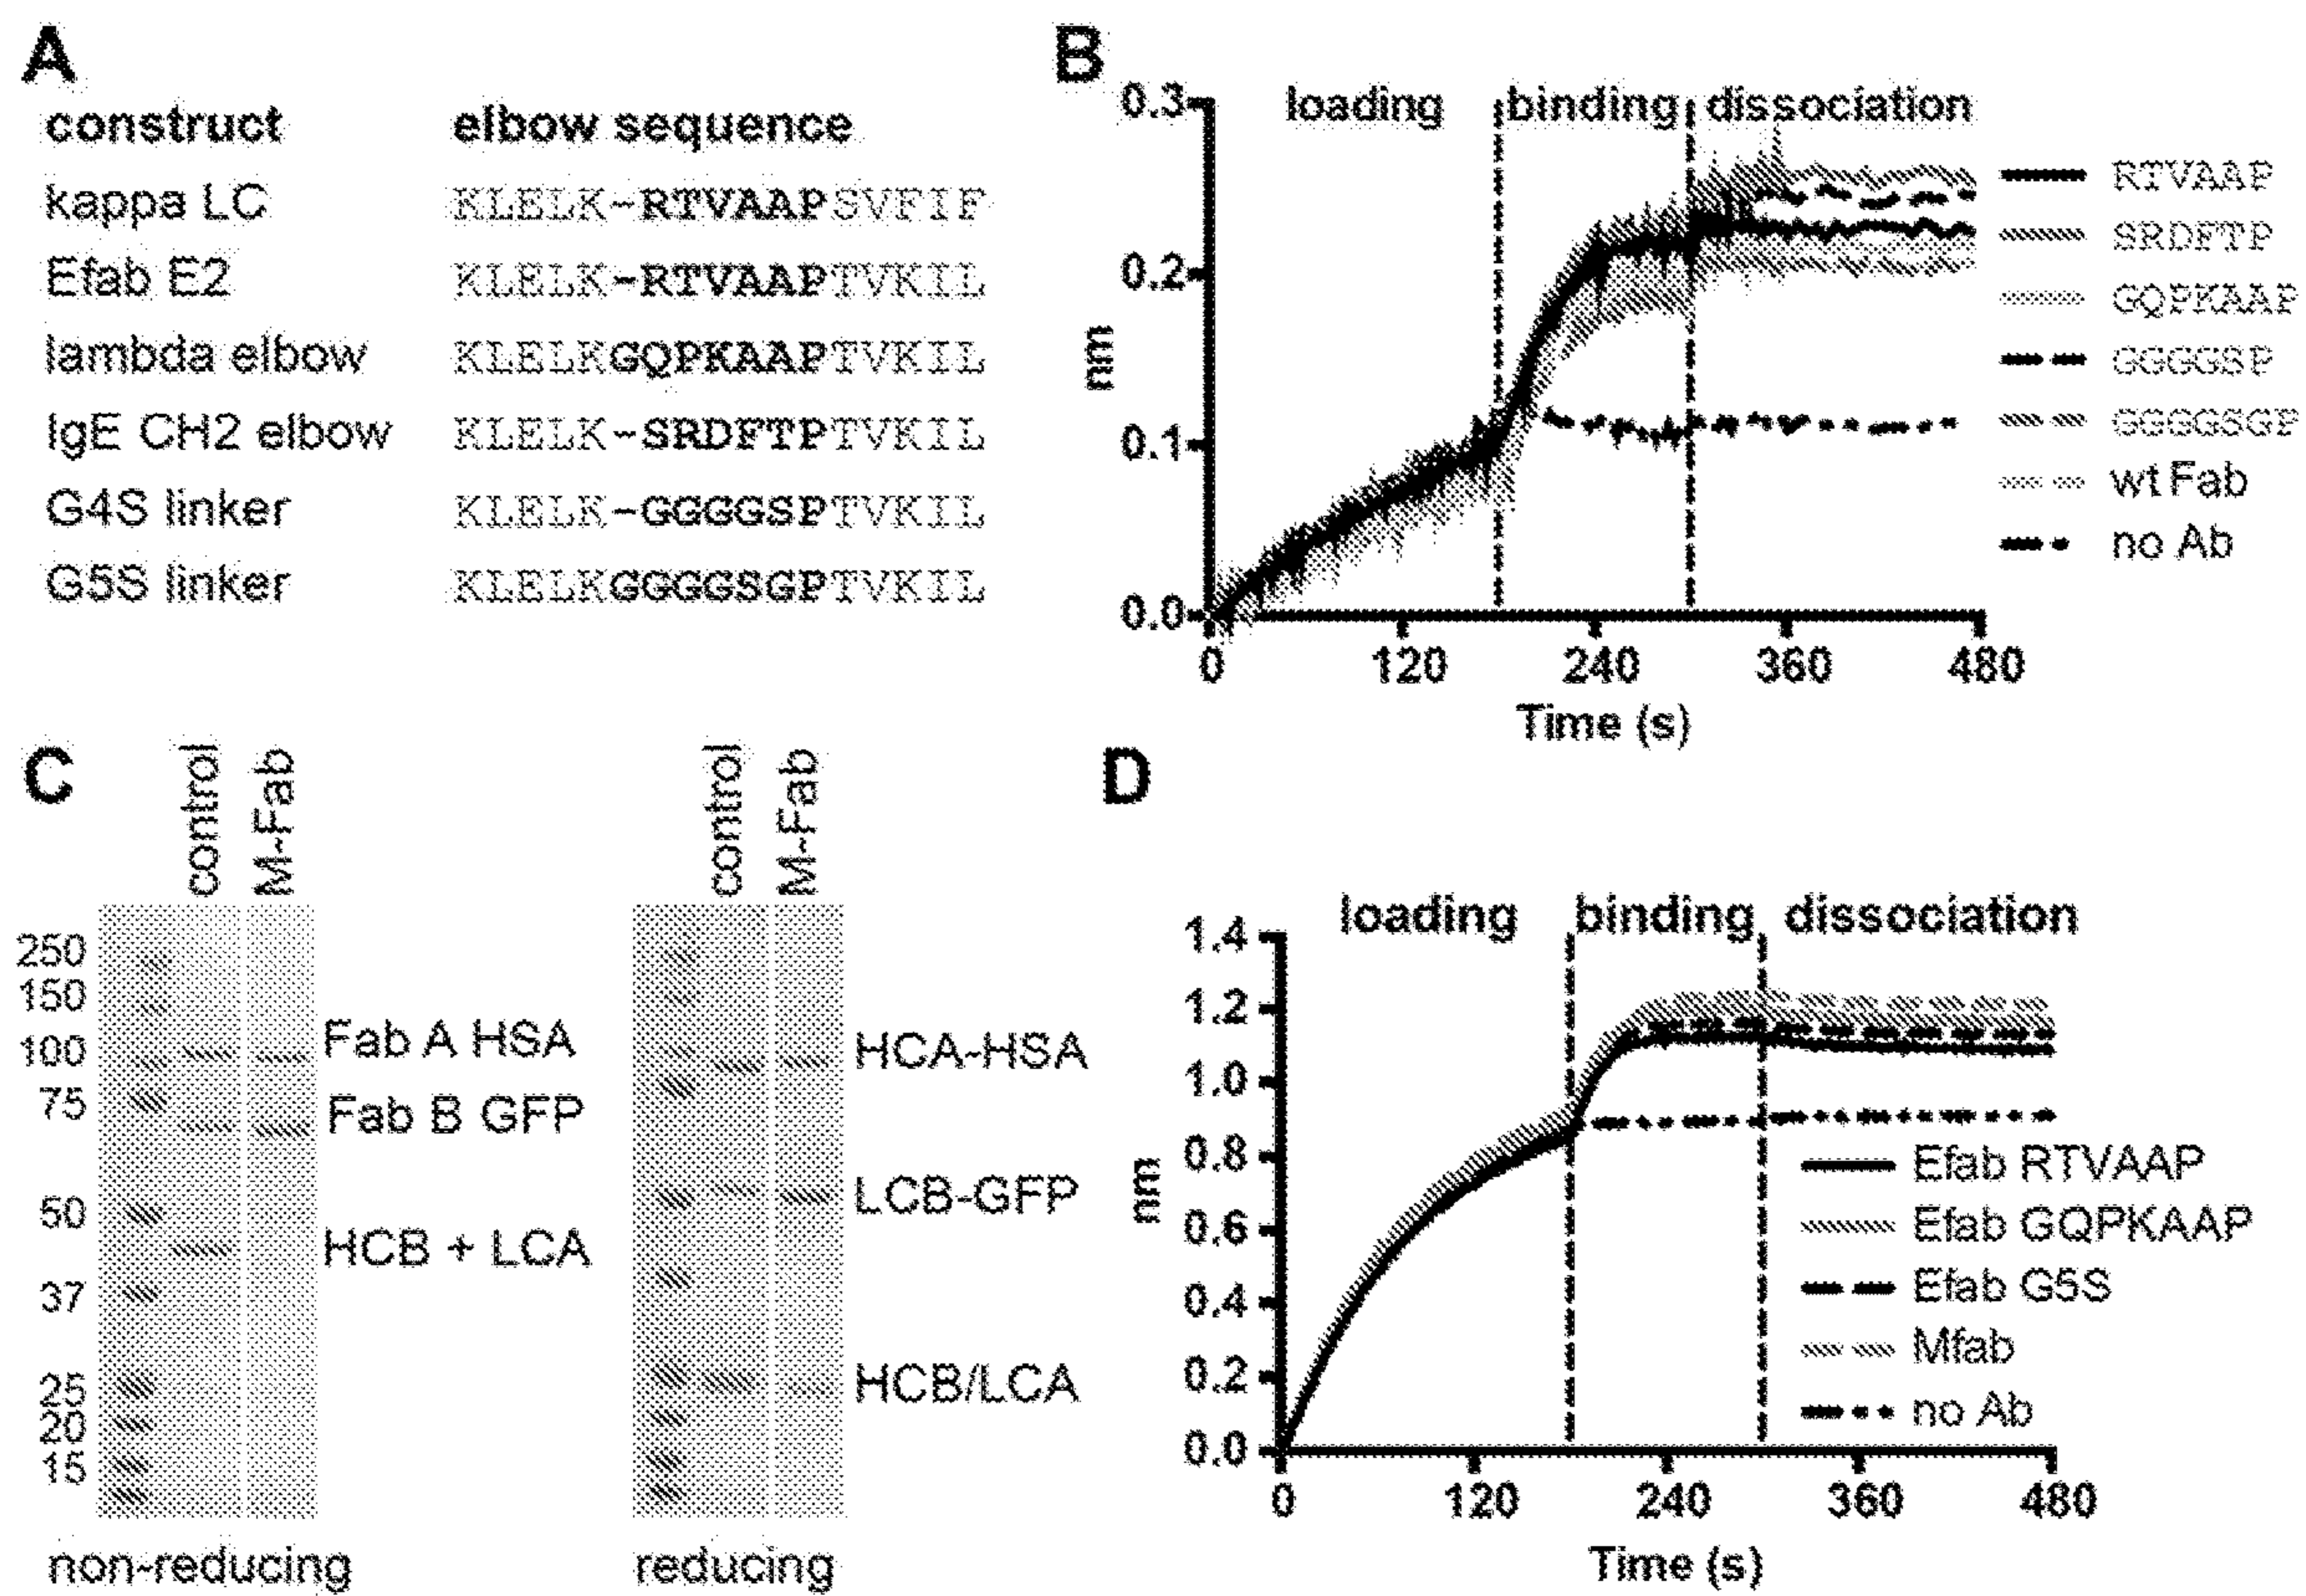 A
construct elbow sequence
kappa LC KLELK-RTVAAPSVFIF
Efab E2 KLELK-RTVAAPTVKIL
lambda elbow KLELKGQPKAAPTVKIL
IgE CH2 elbow KLELK-SRDFTPTVKIL
G4S linker KLELK-GGGGSPTVKIL
G5S linker KLELKGGGGSGPTVKIL
B
0.3
0.2
0.1
0.0
nm
loading binding dissociation
0 120 240 360 480
Time (s)
RTVAAP
SRDFTP
GQPKAAP
GGGGSP
GGGGSGP
wt Fab
no Ab
C
control M-Fab
250
150
100
75
50
37
25
20
15
Fab A HSA
Fab B GFP
HCB + LCA
non-reducing
control M-Fab
HCA-HSA
LCB-GFP
HCB/LCA
reducing
D
loading binding dissociation
1.4
1.2
1.0
0.8
0.6
0.4
0.2
0.0
nm
Efab RTVAAP
Efab GQPKAAP
Efab G5S
Mfab
no Ab
0 120 240 360 480
Time (s)